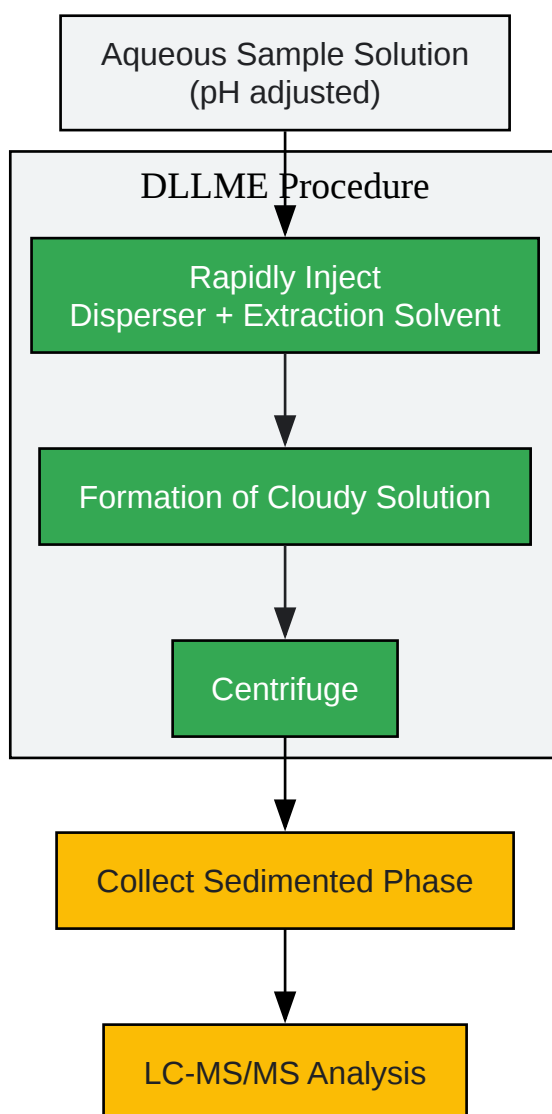 Aqueous Sample Solution
(pH adjusted)
DLLME Procedure
Rapidly Inject
Disperser + Extraction Solvent
Formation of Cloudy Solution
Centrifuge
Collect Sedimented Phase
LC-MS/MS Analysis